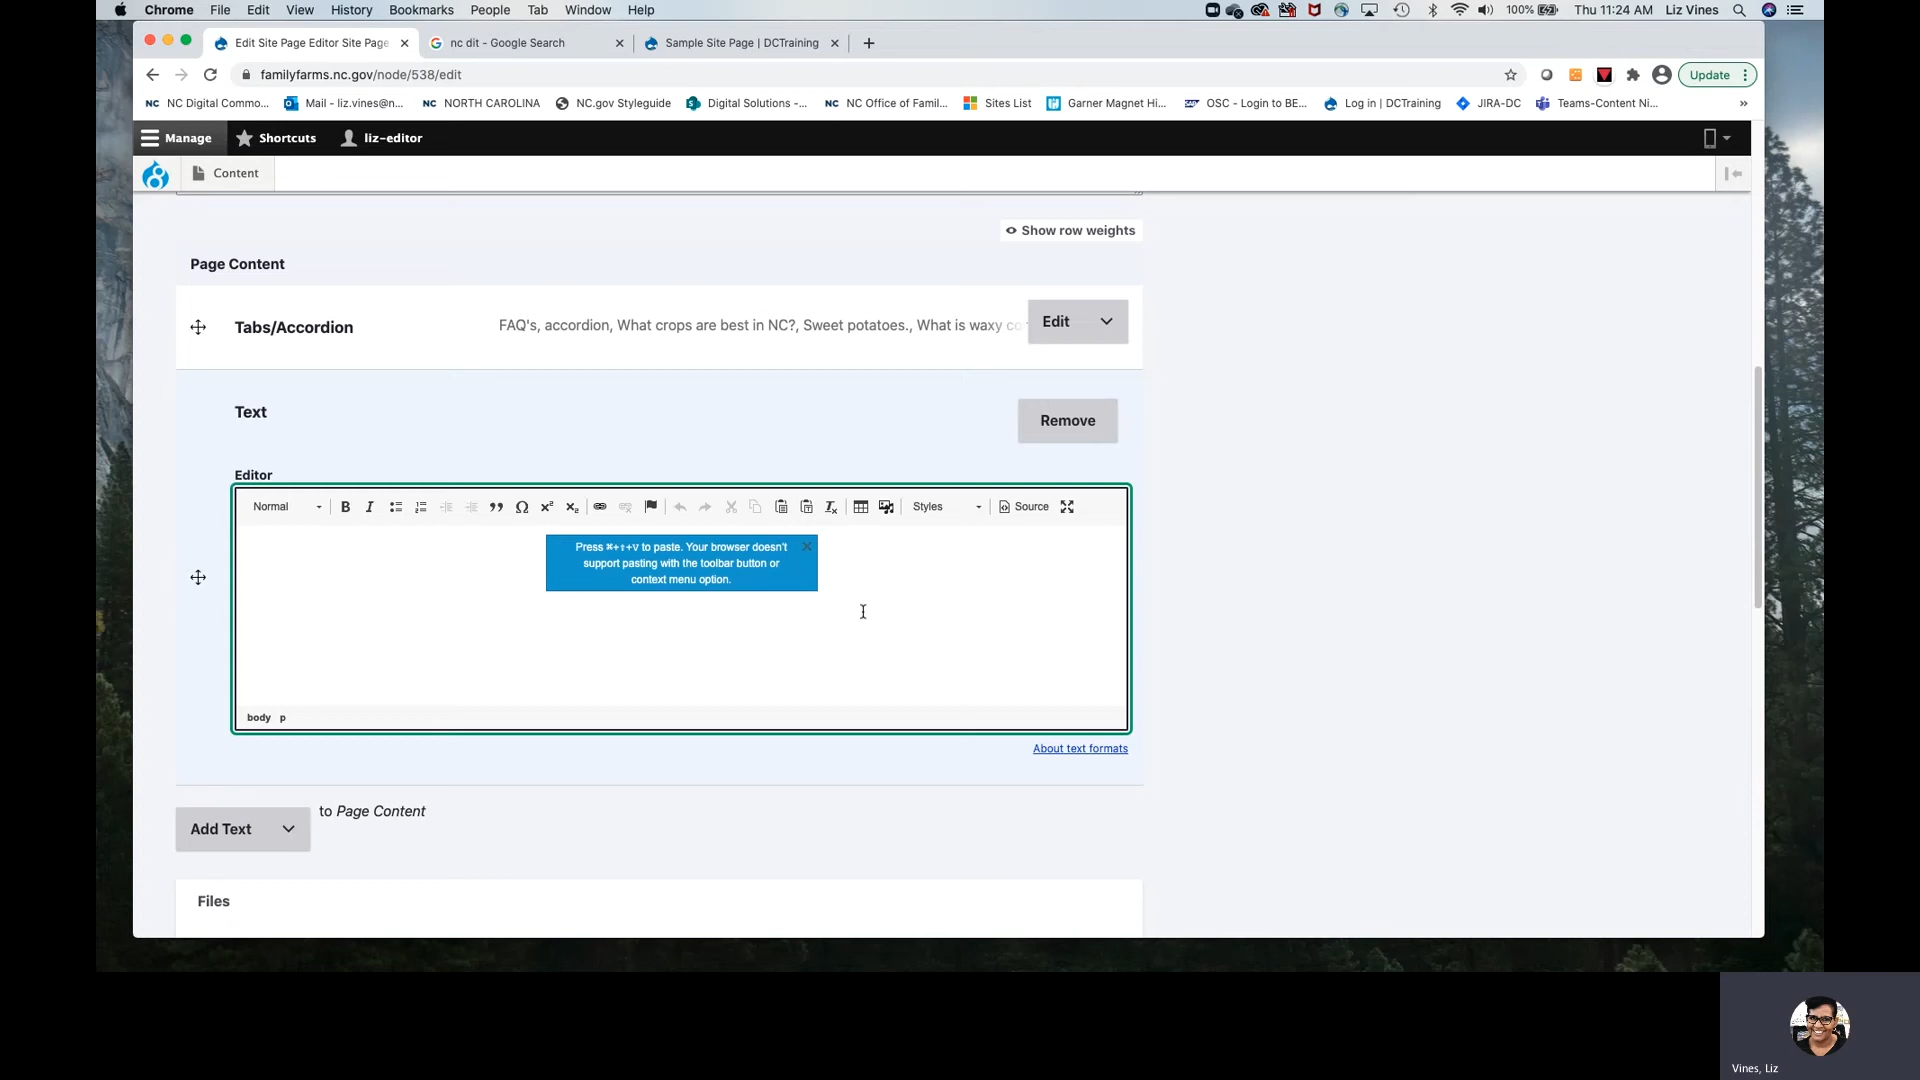 Chrome File Edit View History Bookmarks People Tab Window Help 100% Thu 11:24 AM Liz Vines
Edit Site Page Editor Site Page nc dit - Google Search Sample Site Page | DCTraining
familyfarms.nc.gov/node/538/edit Update
NC Digital Commo... Mail - liz.vines@n... NORTH CAROLINA NC.gov Styleguide Digital Solutions -... NC Office of Famil... Sites List Garner Magnet Hi... OSC - Login to BE... Log in | DCTraining JIRA-DC Teams-Content Ni... »
Manage Shortcuts liz-editor
Content
Show row weights
Page Content
Tabs/Accordion FAQ's, accordion, What crops are best in NC?, Sweet potatoes., What is waxy co Edit
Text Remove
Editor
Normal Styles Source
Press ⌘+⇧+V to paste. Your browser doesn't
support pasting with the toolbar button or
context menu option.
body p
About text formats
Add Text to Page Content
Files
Vines, Liz